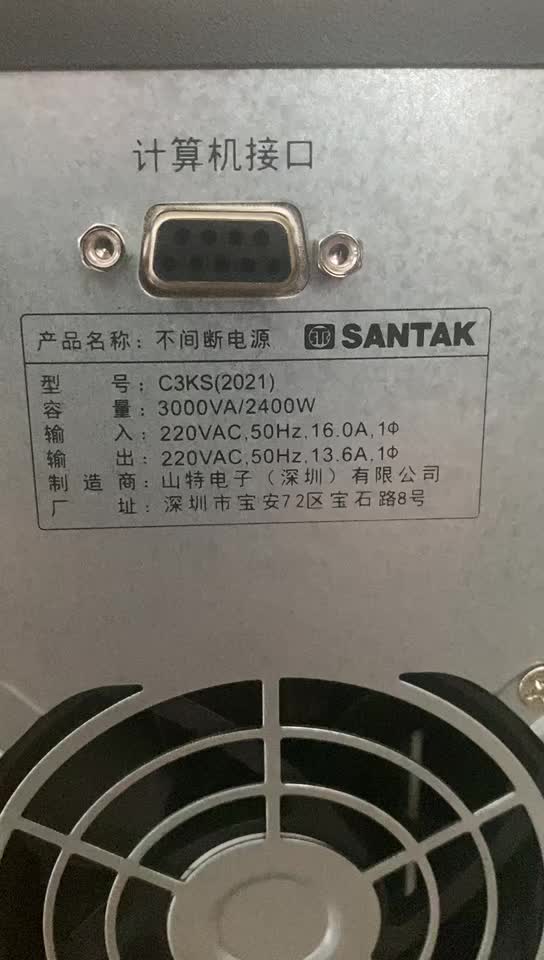 计算机接口
产品名称：不间断电源 SANTAK
型 号：C3KS(2021)
容 量：3000VA/2400W
输 入：220VAC,50Hz,16.0A,1Φ
输 出：220VAC,50Hz,13.6A,1Φ
制 造 商：山特电子（深圳）有限公司
厂 址：深圳市宝安72区宝石路8号